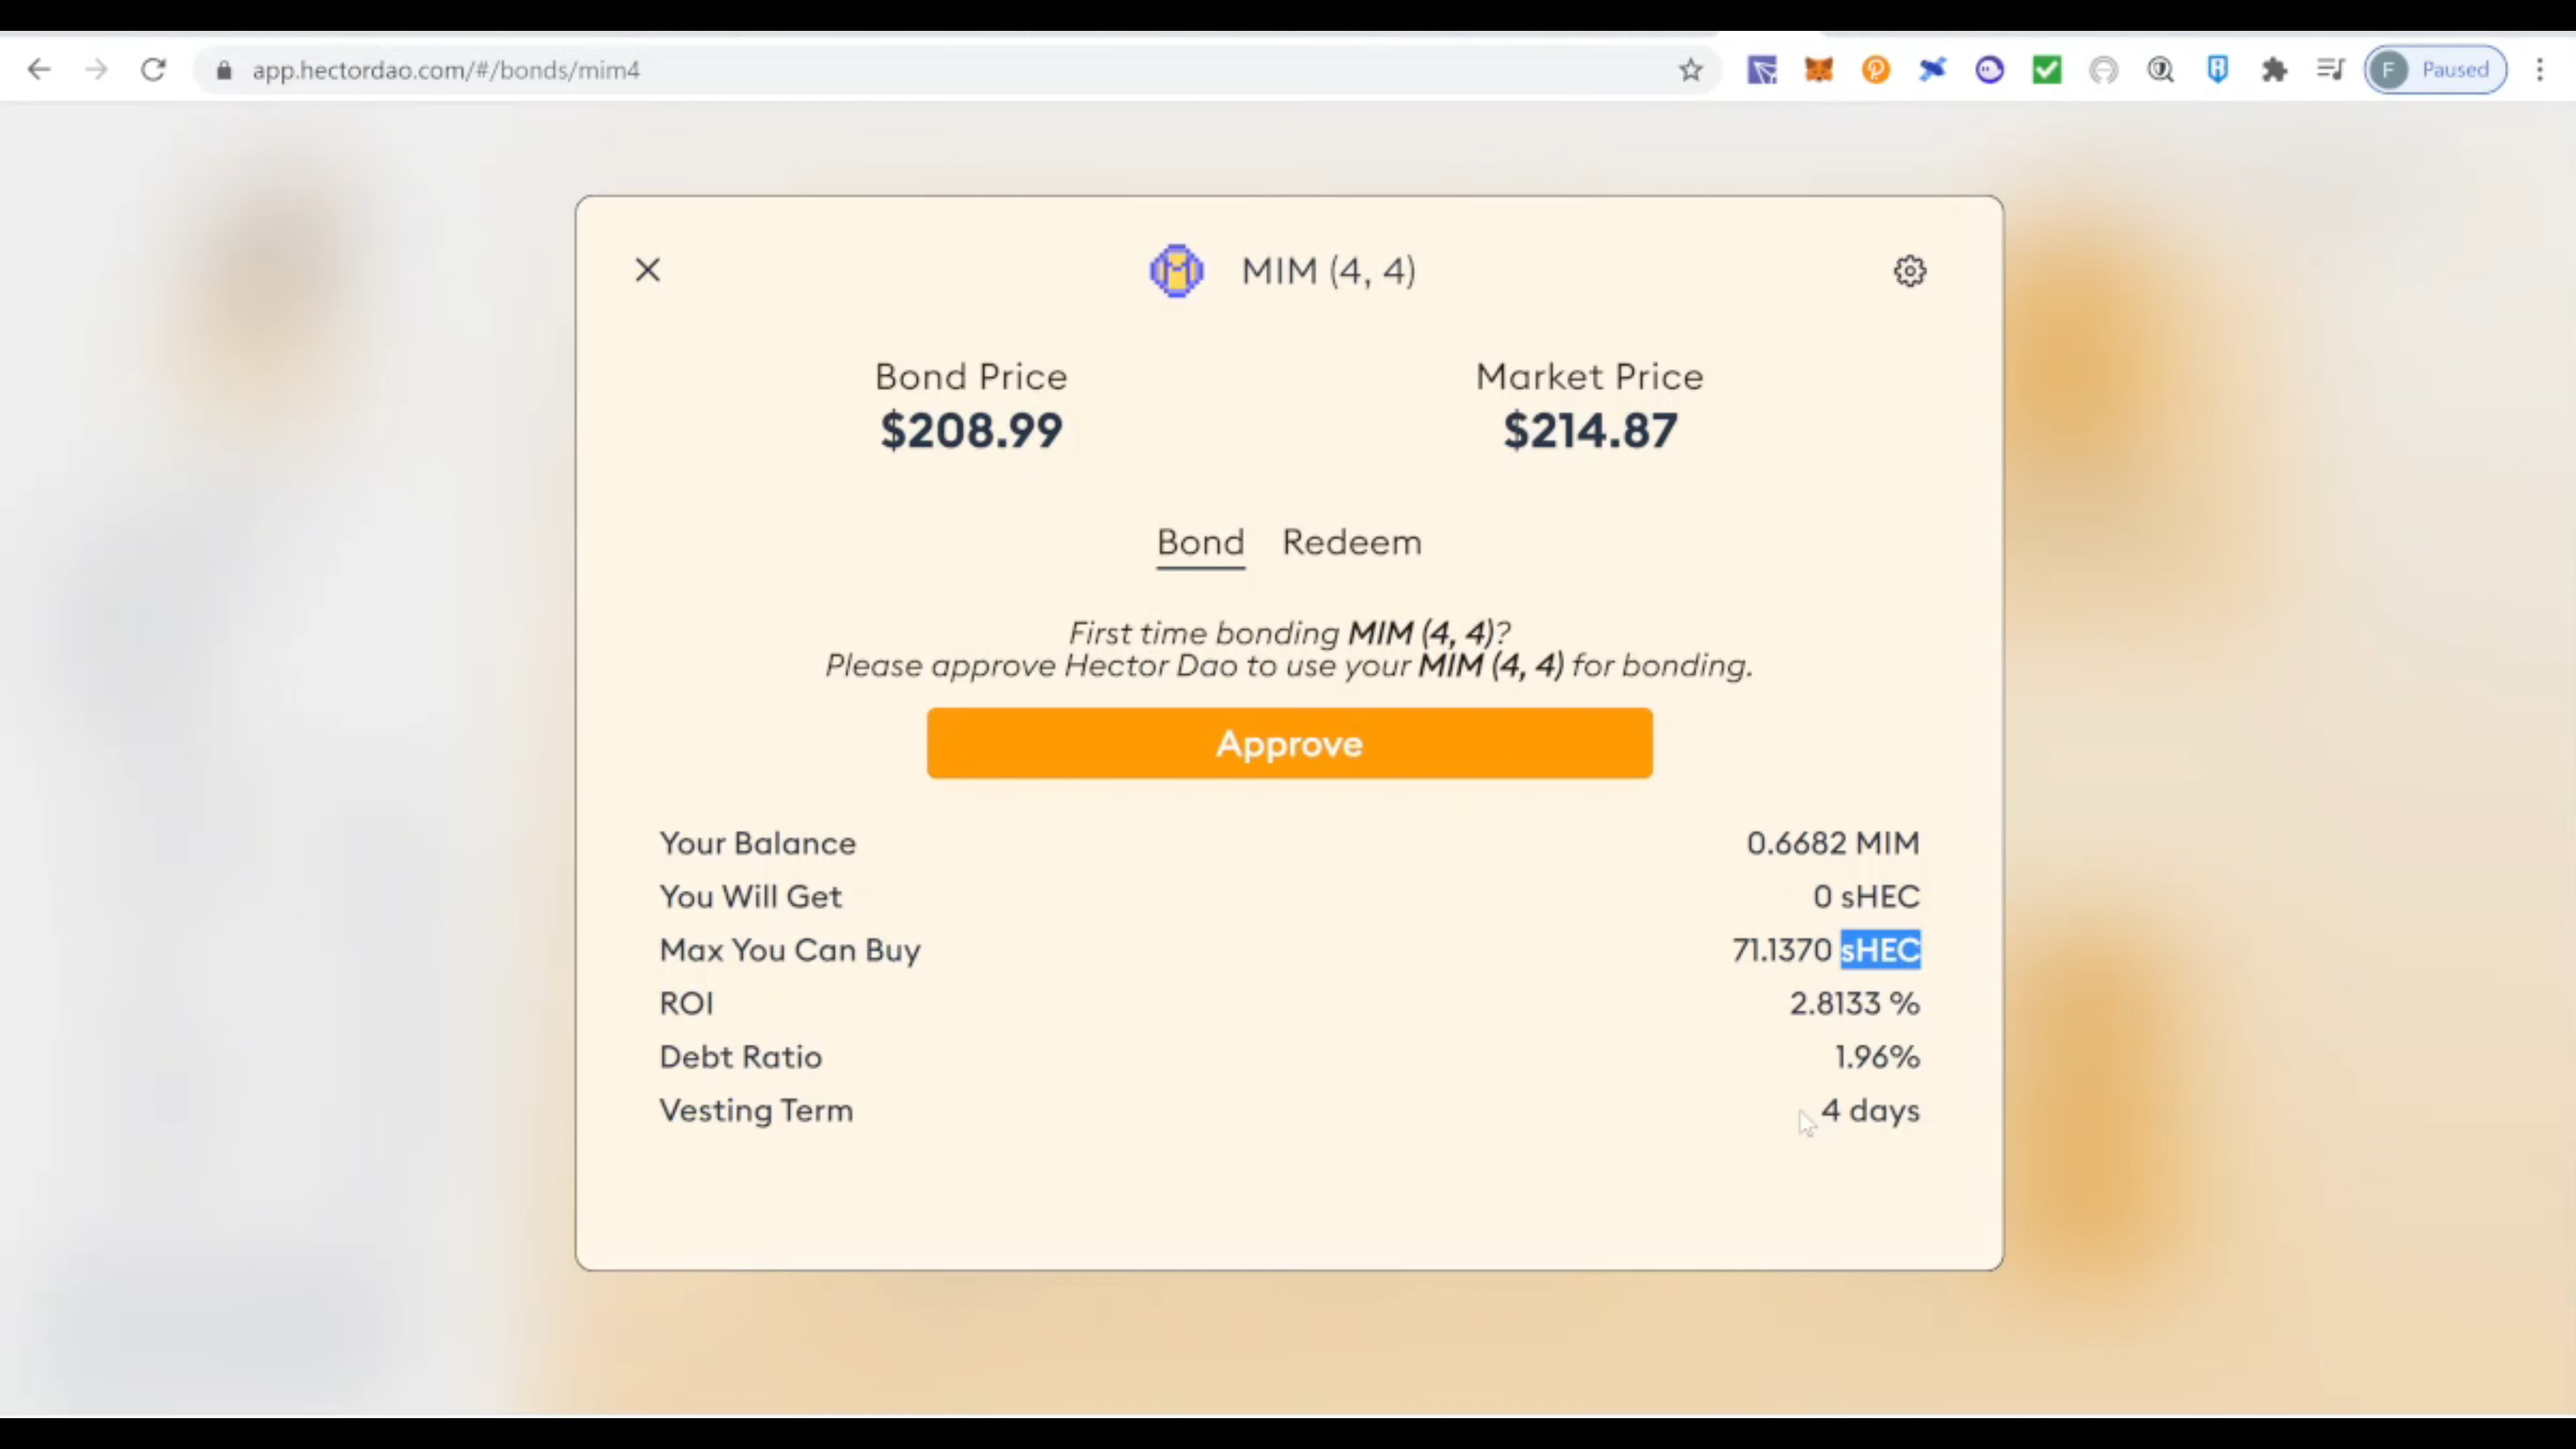 app.hectordao.com/#/bonds/mim4
F Paused
MIM (4, 4)
Bond Price Market Price
$208.99 $214.87
Bond Redeem
First time bonding MIM (4, 4)?
Please approve Hector Dao to use your MIM (4, 4) for bonding.
Approve
Your Balance 0.6682 MIM
You Will Get 0 sHEC
Max You Can Buy 71.1370 sHEC
ROI 2.8133 %
Debt Ratio 1.96%
Vesting Term 4 days